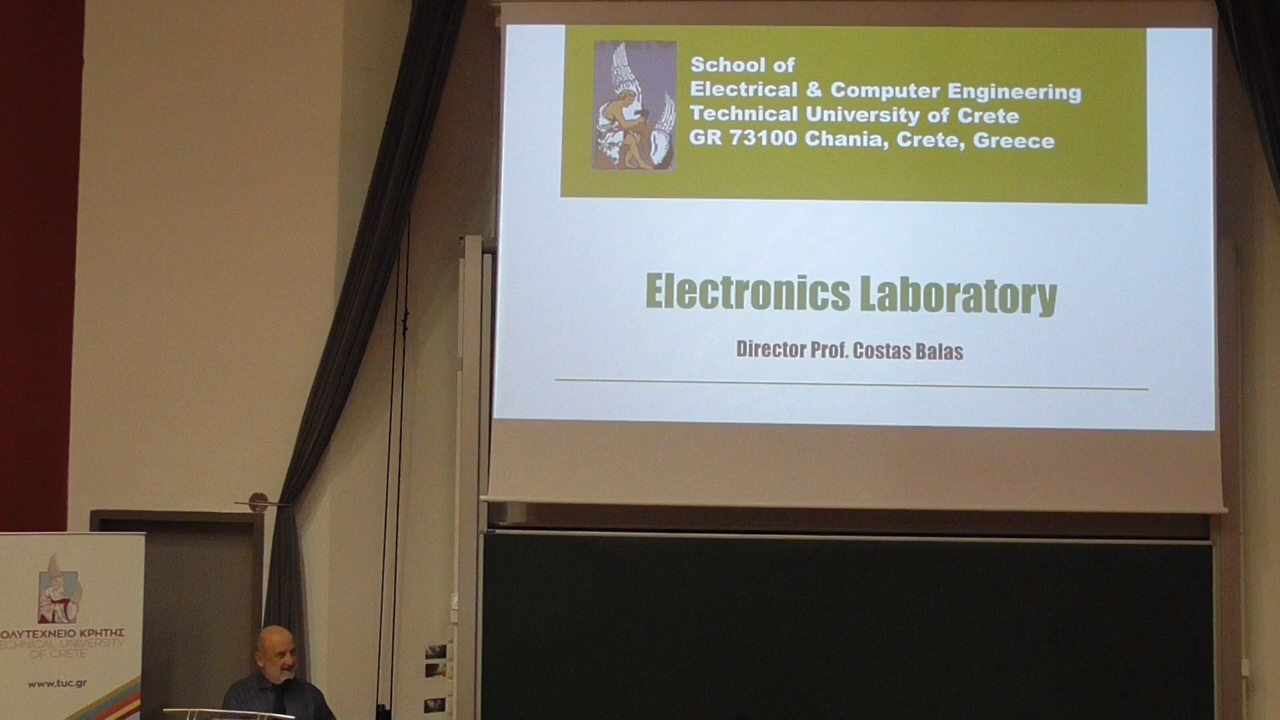 School of
Electrical & Computer Engineering
Technical University of Crete
GR 73100 Chania, Crete, Greece
Electronics Laboratory
Director Prof. Costas Balas
ΟΛΥΤΕΧΝΕΙΟ ΚΡΗΤΗΣ
ECHNICAL UNIVERSITY
OF CRETE
www.tuc.gr